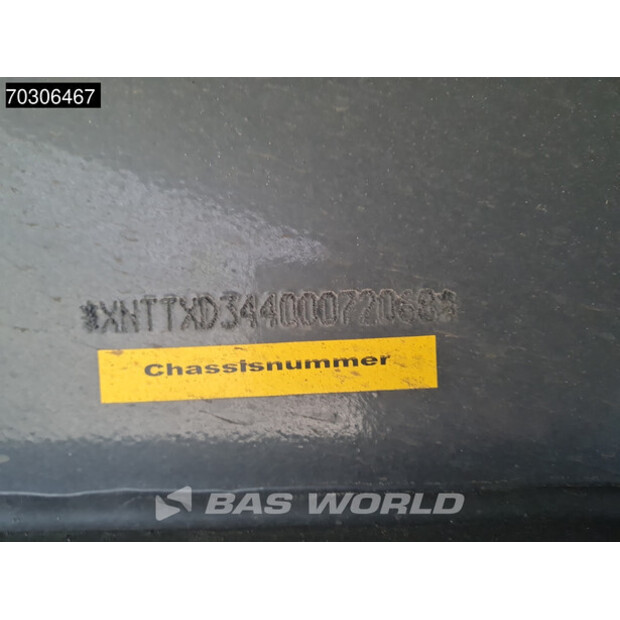 70306467
*XNTTXD34400072068*
Chassisnummer
BAS WORLD